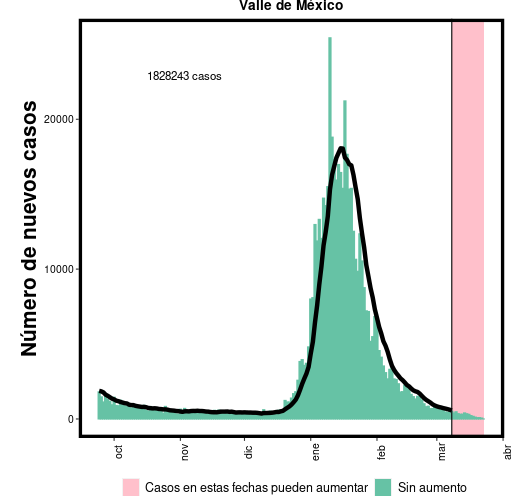 Valle de México
1828243 casos
Número de nuevos casos
20000
10000
0
oct
nov
dic
ene
feb
mar
abr
Casos en estas fechas pueden aumentar
Sin aumento